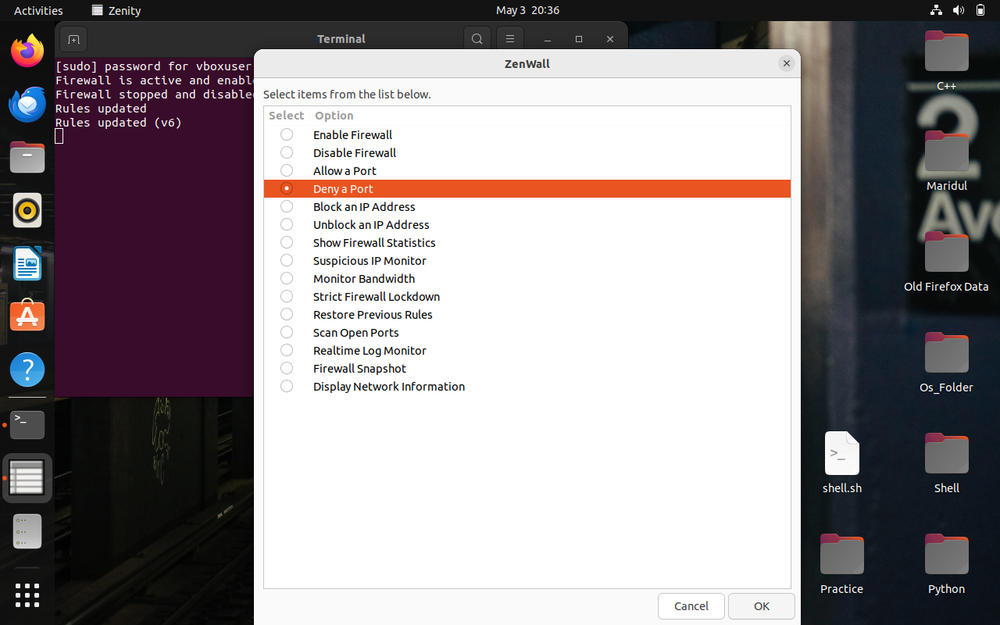 Activities
Zenity
May 3 20:36
Terminal
[sudo] password for vboxuser
Firewall is active and enable
Firewall stopped and disabled
Rules updated
Rules updated (v6)
ZenWall
Select items from the list below.
Select Option
Enable Firewall
Disable Firewall
Allow a Port
Deny a Port
Block an IP Address
Unblock an IP Address
Show Firewall Statistics
Suspicious IP Monitor
Monitor Bandwidth
Strict Firewall Lockdown
Restore Previous Rules
Scan Open Ports
Realtime Log Monitor
Firewall Snapshot
Display Network Information
Cancel
OK
C++
2
Maridul
Ave
Old Firefox Data
Os_Folder
shell.sh
Shell
Practice
Python